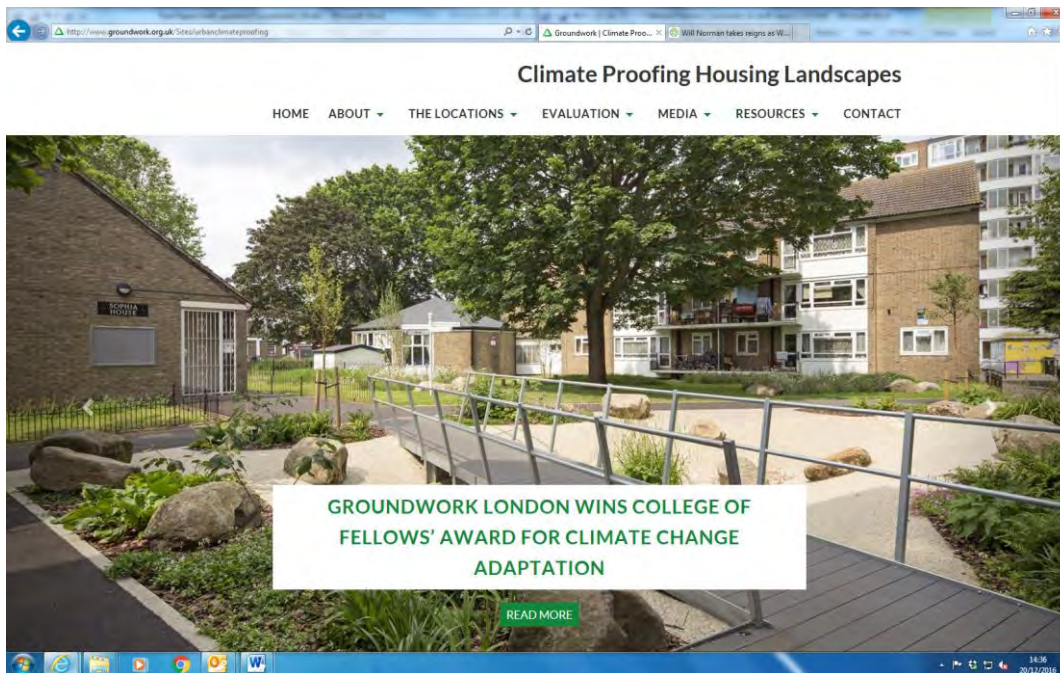 http://www.groundwork.org.uk/Sites/urbanclimateproofing
Groundwork | Climate Proo...
Will Norman takes reigns as W...
Climate Proofing Housing Landscapes
HOME ABOUT THE LOCATIONS EVALUATION MEDIA RESOURCES CONTACT
SOPHIA
HOUSE
GROUNDWORK LONDON WINS COLLEGE OF
FELLOWS’ AWARD FOR CLIMATE CHANGE
ADAPTATION
READ MORE
14:36
20/12/2016